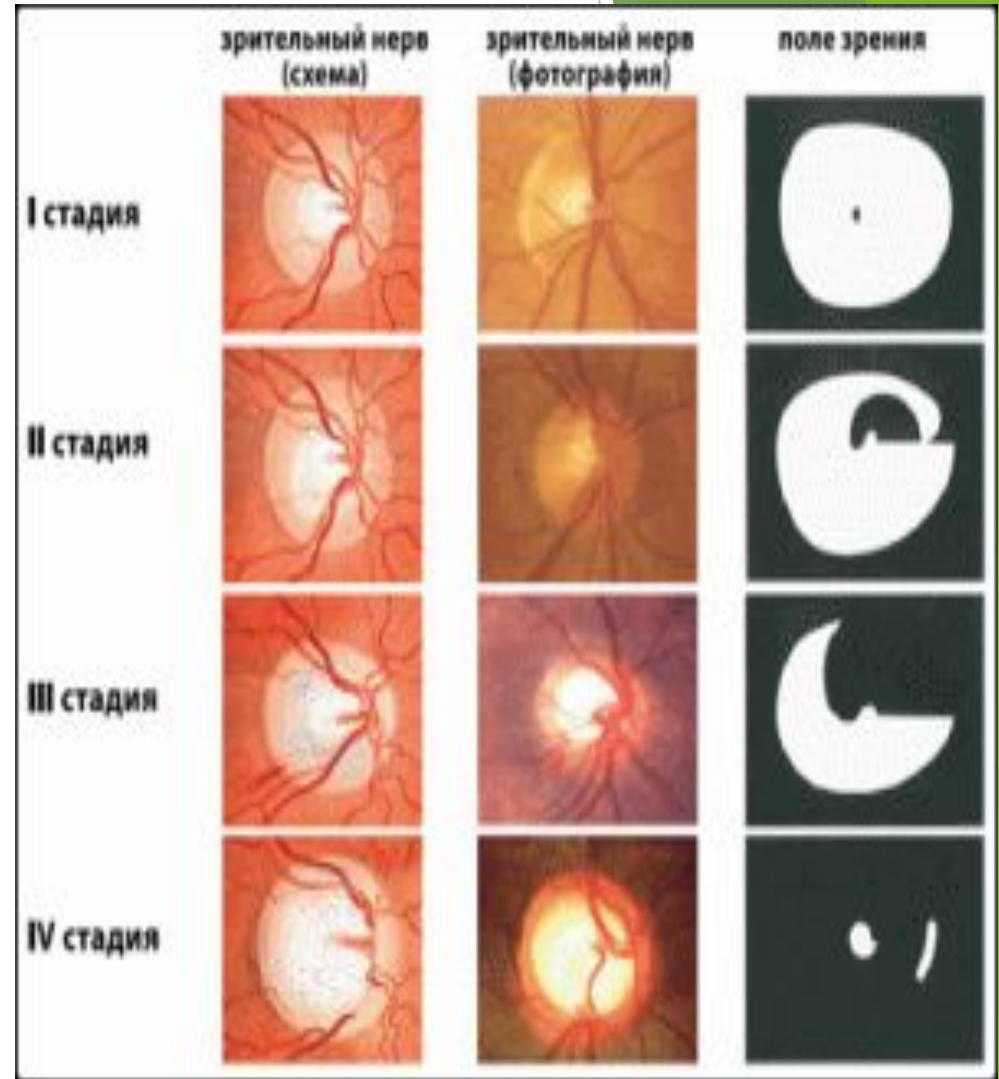 зрительный нерв
(схема)
зрительный нерв
(фотография)
поле зрения
I стадия
II стадия
III стадия
IV стадия